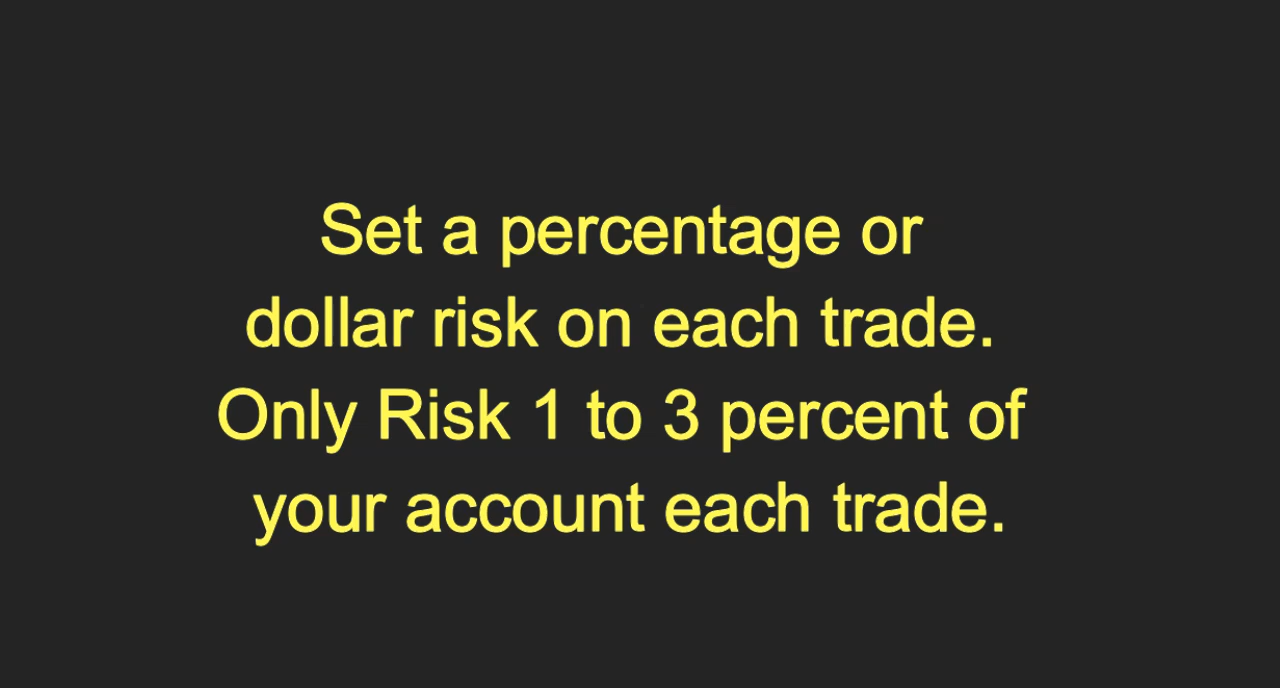 Set a percentage or
dollar risk on each trade.
Only Risk 1 to 3 percent of
your account each trade.